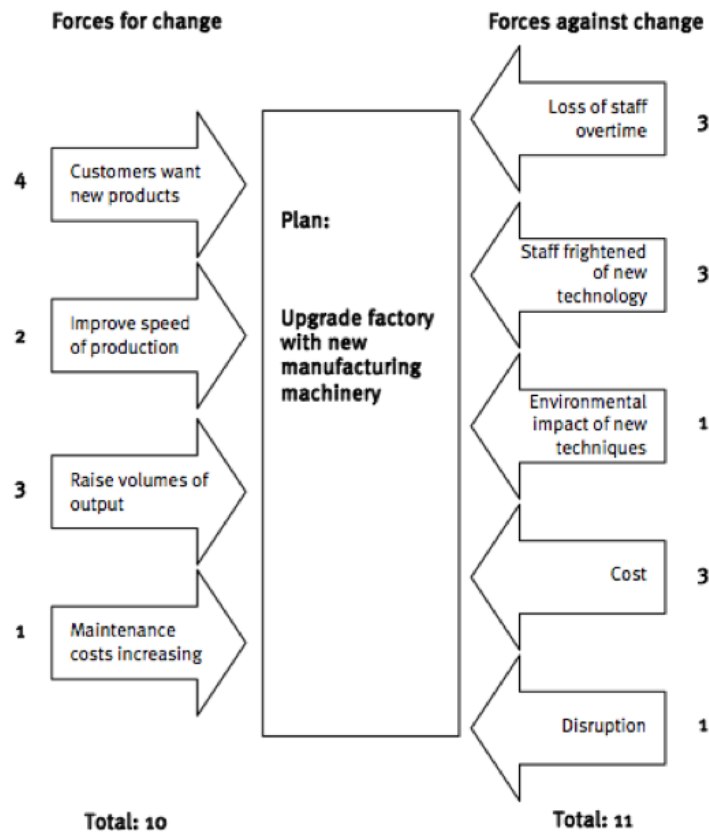 Forces for change
4
Customers want
new products
2
Improve speed
of production
3
Raise volumes of
output
1
Maintenance
costs increasing
Total: 10
Plan:
Upgrade factory
with new
manufacturing
machinery
Forces against change
Loss of staff
overtime
3
Staff frightened
of new
technology
3
Environmental
impact of new
techniques
1
Cost
3
Disruption
1
Total: 11